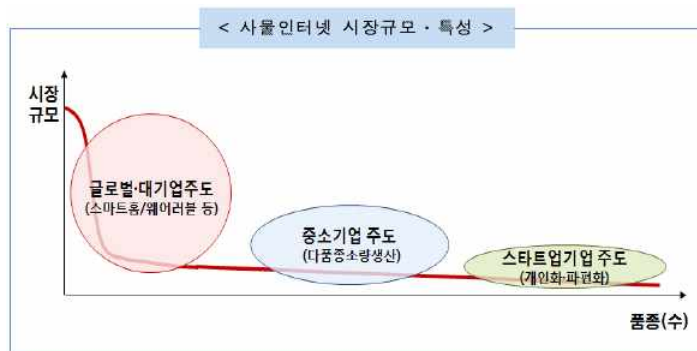 < 사물인터넷 시장규모 · 특성 >
시장
규모
글로벌·대기업주도
(스마트홈/웨어러블 등)
중소기업 주도
(다품종소량생산)
스타트업기업 주도
(개인화·파편화)
품종(수)